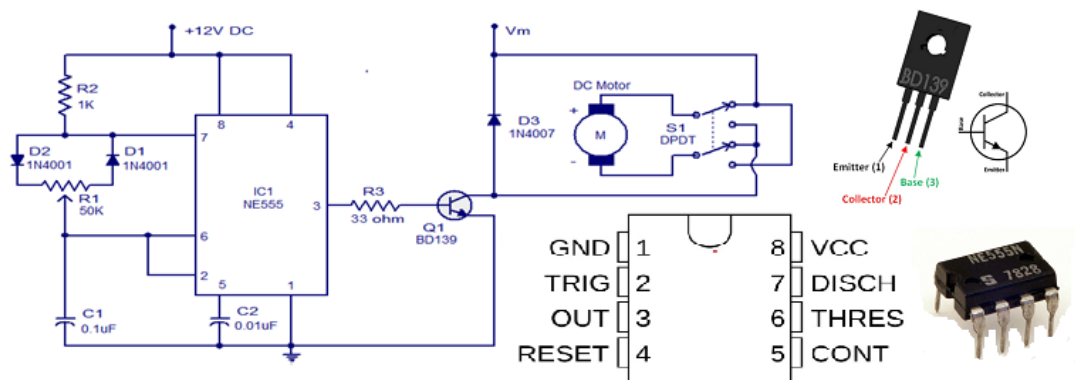 +12V DC
R2
1K
D2
1N4001
D1
1N4001
R1
50K
C1
0.1uF
7
8
4
IC1
NE555
3
6
2
5
1
C2
0.01uF
R3
33 ohm
Q1
BD139
Vm
D3
1N4007
DC Motor
+
M
-
S1
DPDT
BD139
Collector
Base
Emitter
Emitter (1)
Collector (2)
Base (3)
GND 1 8 VCC
TRIG 2 7 DISCH
OUT 3 6 THRES
RESET 4 5 CONT
NE555N
S 7828